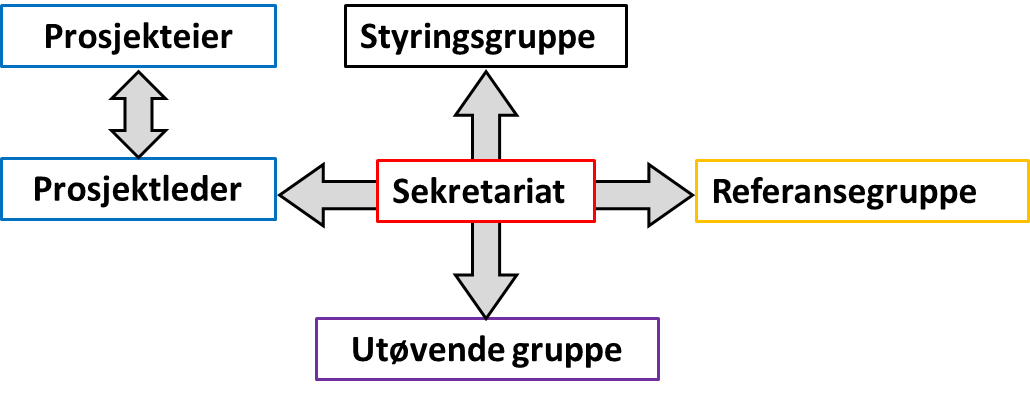 Prosjekteier
Styringsgruppe
Prosjektleder
Sekretariat
Referansegruppe
Utøvende gruppe